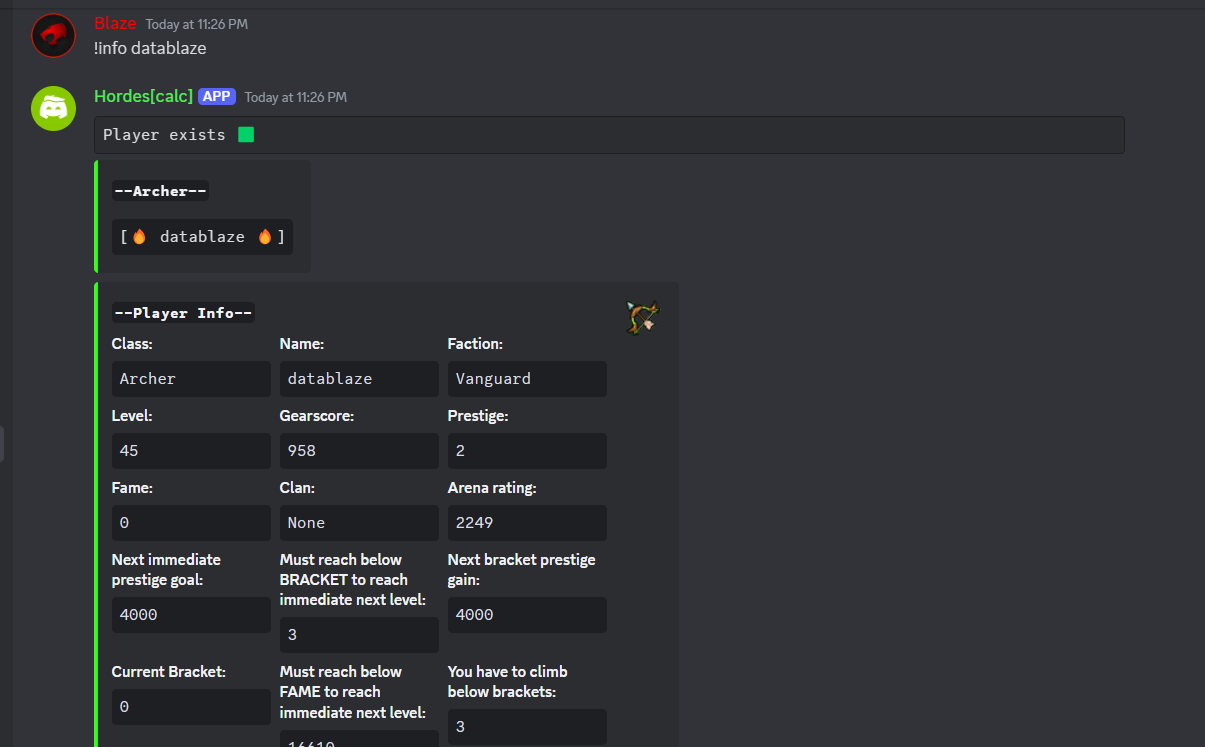 Blaze Today at 11:26 PM
!info datablaze
Hordes[calc] APP Today at 11:26 PM
Player exists 🟩
--Archer--
[🔥 datablaze 🔥]
--Player Info--
Class: Name: Faction:
Archer datablaze Vanguard
Level: Gearscore: Prestige:
45 958 2
Fame: Clan: Arena rating:
0 None 2249
Next immediate
prestige goal:
4000
Must reach below
BRACKET to reach
immediate next level:
3
Next bracket prestige
gain:
4000
Current Bracket:
0
Must reach below
FAME to reach
immediate next level:
16610
You have to climb
below brackets:
3